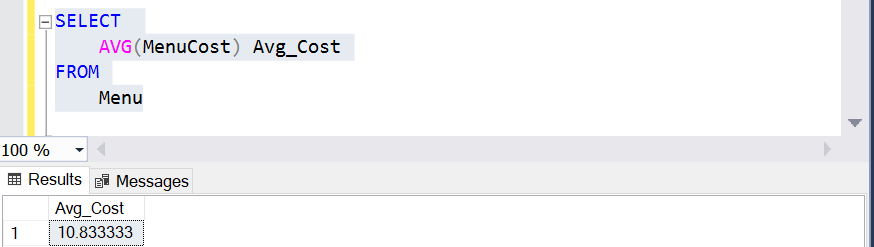 SELECT
AVG(MenuCost) Avg_Cost
FROM
Menu
100 %
Results Messages
Avg_Cost
1 10.833333